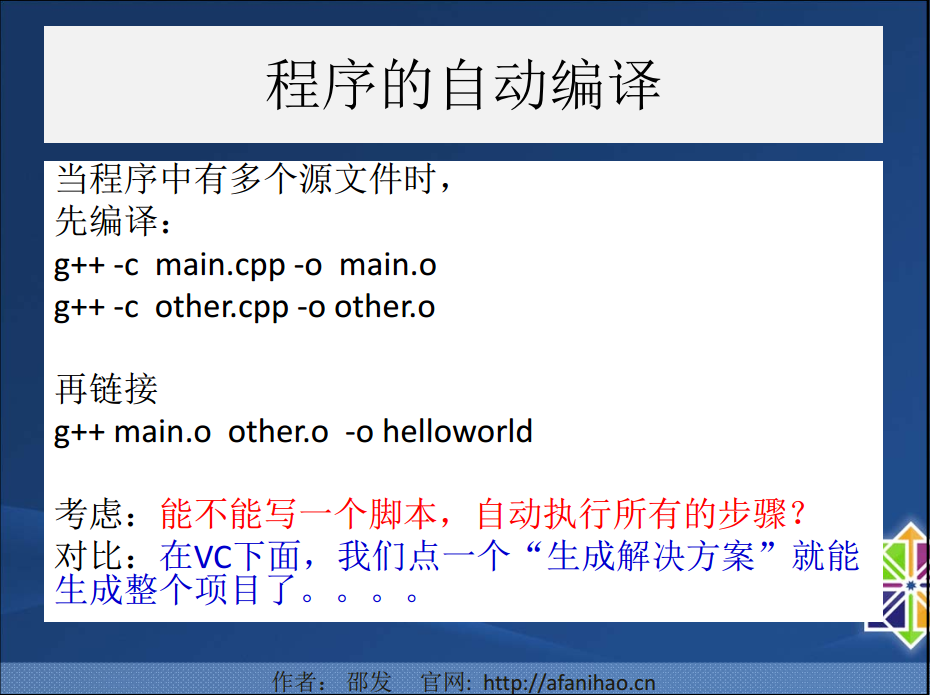 程序的自动编译
当程序中有多个源文件时，
先编译：
g++ -c  main.cpp -o  main.o
g++ -c  other.cpp -o other.o
再链接
g++ main.o  other.o  -o helloworld
考虑：能不能写一个脚本，自动执行所有的步骤？
对比：在VC下面，我们点一个“生成解决方案”就能
生成整个项目了。。。。
作者： 邵发    官网: http://afanihao.cn